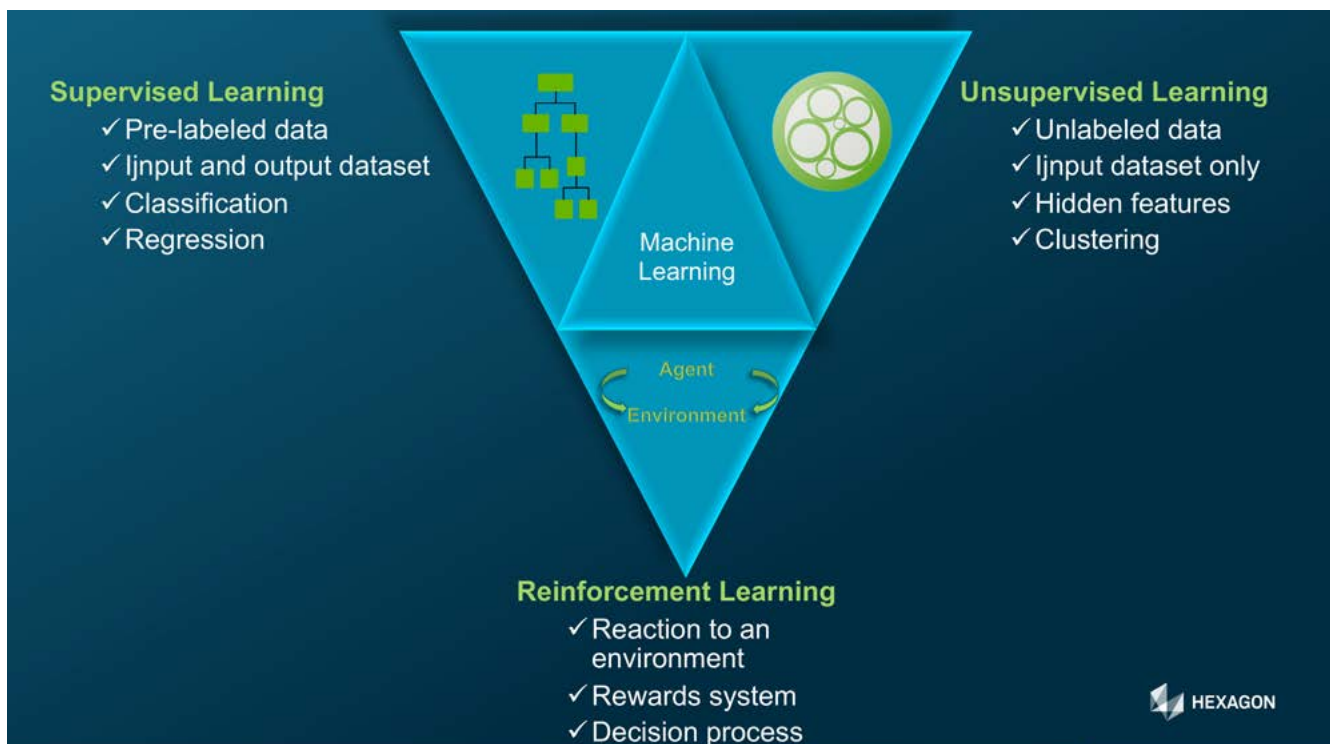 Supervised Learning
✓ Pre-labeled data
✓ Ijnput and output dataset
✓ Classification
✓ Regression
Machine
Learning
Unsupervised Learning
✓ Unlabeled data
✓ Ijnput dataset only
✓ Hidden features
✓ Clustering
Agent
Environment
Reinforcement Learning
✓ Reaction to an
environment
✓ Rewards system
✓ Decision process
HEXAGON